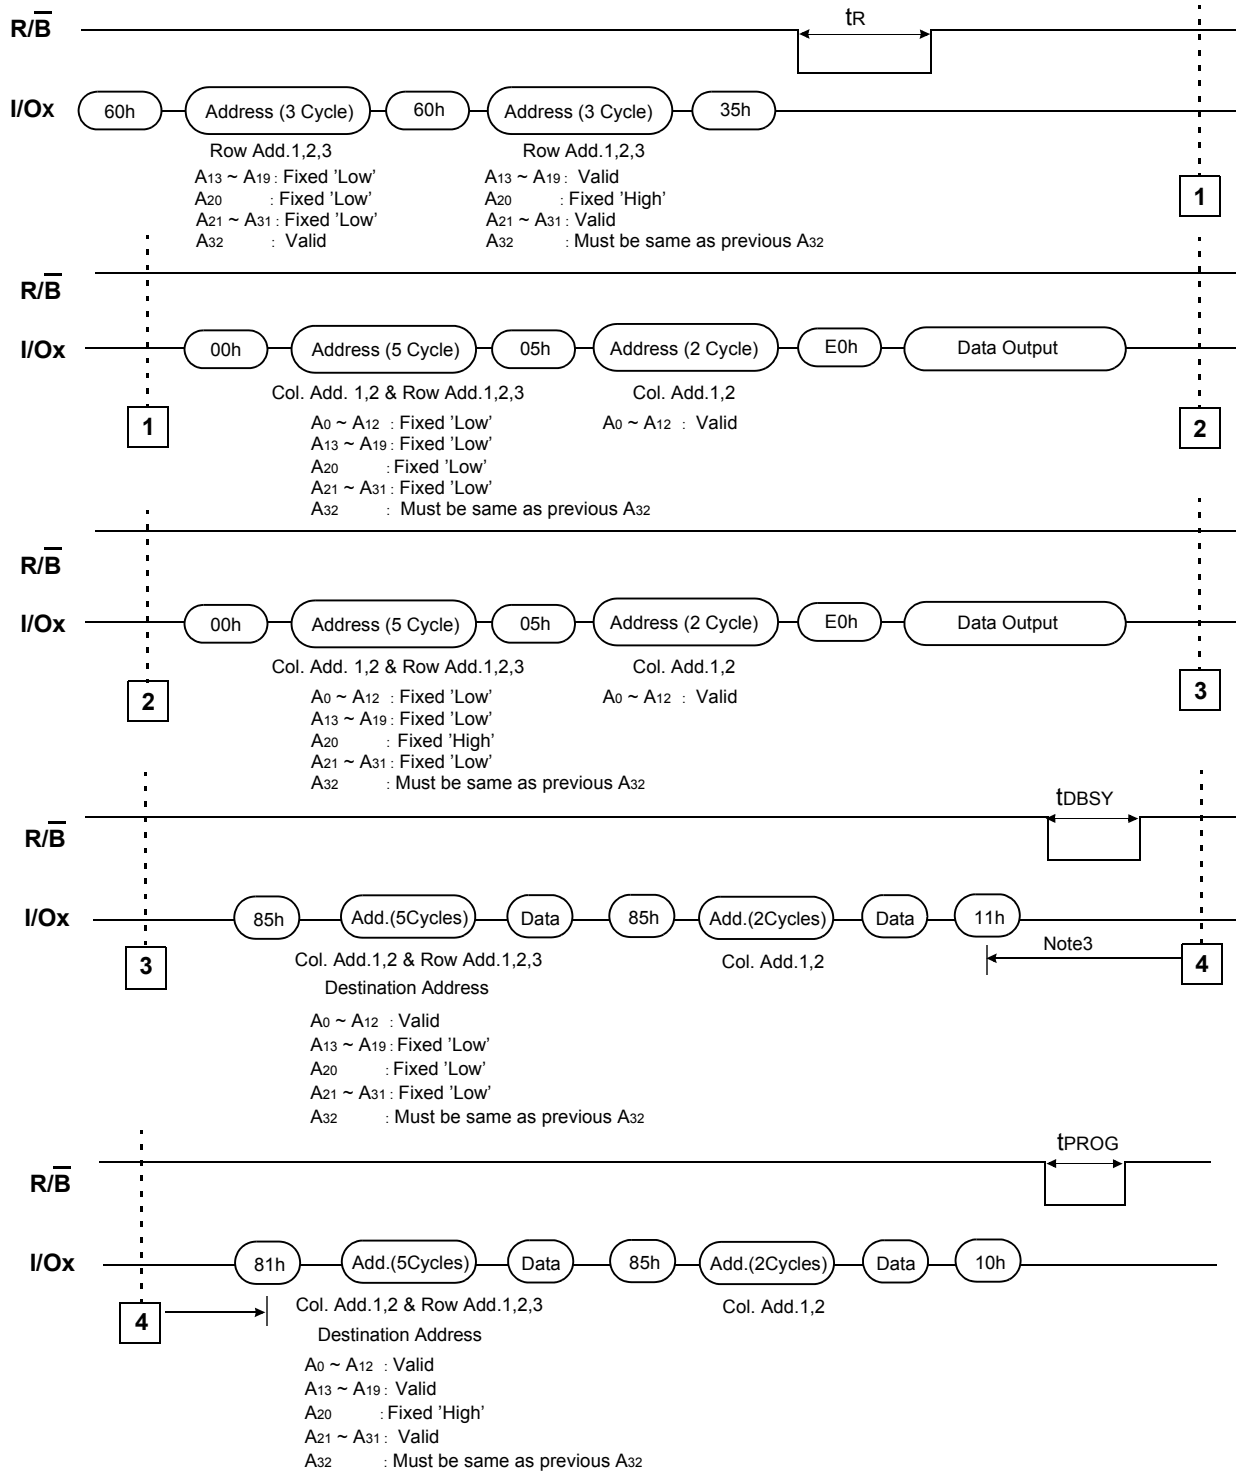 tR
R/B
I/Ox 60h Address (3 Cycle) 60h Address (3 Cycle) 35h
Row Add.1,2,3 Row Add.1,2,3
A13 ~ A19 : Fixed 'Low' A13 ~ A19 : Valid
A20 : Fixed 'Low' A20 : Fixed 'High'
A21 ~ A31 : Fixed 'Low' A21 ~ A31 : Valid
A32 : Valid A32 : Must be same as previous A32
1
R/B
I/Ox 00h Address (5 Cycle) 05h Address (2 Cycle) E0h Data Output
Col. Add. 1,2 & Row Add.1,2,3 Col. Add.1,2
A0 ~ A12 : Fixed 'Low' A0 ~ A12 : Valid
A13 ~ A19 : Fixed 'Low'
A20 : Fixed 'Low'
A21 ~ A31 : Fixed 'Low'
A32 : Must be same as previous A32
1 2
R/B
I/Ox 00h Address (5 Cycle) 05h Address (2 Cycle) E0h Data Output
Col. Add. 1,2 & Row Add.1,2,3 Col. Add.1,2
A0 ~ A12 : Fixed 'Low' A0 ~ A12 : Valid
A13 ~ A19 : Fixed 'Low'
A20 : Fixed 'High'
A21 ~ A31 : Fixed 'Low'
A32 : Must be same as previous A32
2 3
tDBSY
R/B
I/Ox 85h Add.(5Cycles) Data 85h Add.(2Cycles) Data 11h
Note3
Col. Add.1,2 & Row Add.1,2,3 Col. Add.1,2
Destination Address
A0 ~ A12 : Valid
A13 ~ A19 : Fixed 'Low'
A20 : Fixed 'Low'
A21 ~ A31 : Fixed 'Low'
A32 : Must be same as previous A32
3 4
tPROG
R/B
I/Ox 81h Add.(5Cycles) Data 85h Add.(2Cycles) Data 10h
4 Col. Add.1,2 & Row Add.1,2,3 Col. Add.1,2
Destination Address
A0 ~ A12 : Valid
A13 ~ A19 : Valid
A20 : Fixed 'High'
A21 ~ A31 : Valid
A32 : Must be same as previous A32